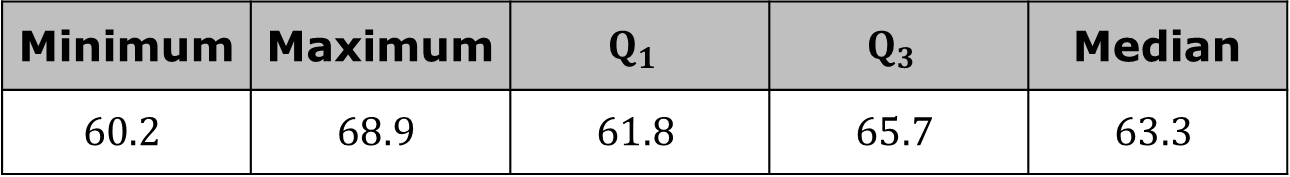 Minimum Maximum Q₁ Q₃ Median
60.2 68.9 61.8 65.7 63.3